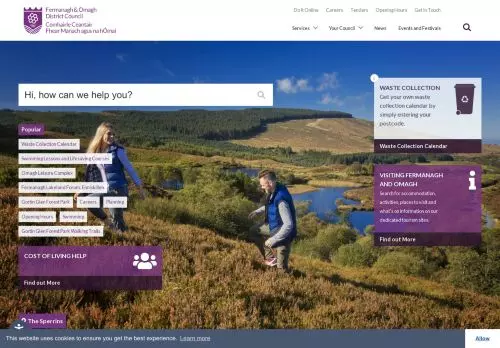 Fermanagh & Omagh
District Council
Comhairle Ceantair
Fhear Manach agus na hÓmaí
Do It Online Careers Tenders Opening Hours Get In Touch
Services Your Council News Events and Festivals
Hi, how can we help you?
Popular
Waste Collection Calendar
Swimming Lessons and Lifesaving Courses
Omagh Leisure Complex
Fermanagh Lakeland Forum, Enniskillen
Gortin Glen Forest Park Careers Planning
Opening Hours Swimming
Gortin Glen Forest Park Walking Trails
COST OF LIVING HELP
Find out More
WASTE COLLECTION
Get your own waste
collection calendar by
simply entering your
postcode.
Waste Collection Calendar
VISITING FERMANAGH
AND OMAGH
Search for accommodation,
activities, places to visit and
what's on information on our
dedicated tourism sites.
Find out More
The Sperrins
This website uses cookies to ensure you get the best experience. Learn more
Allow